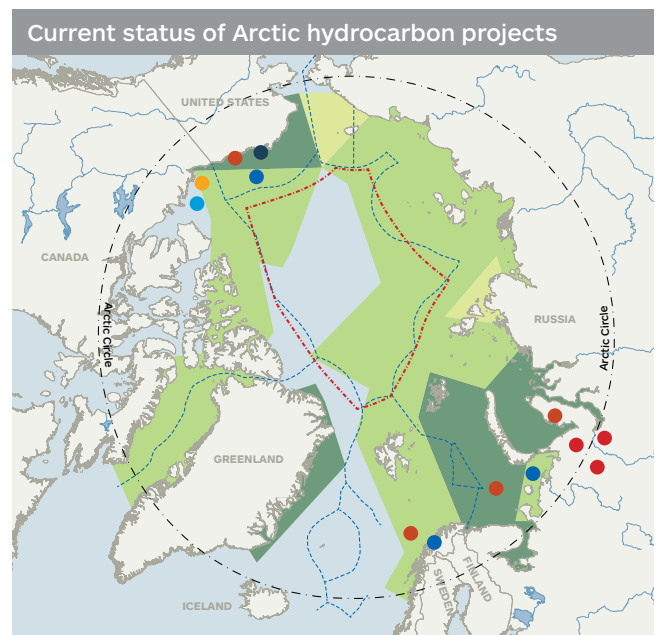 Current status of Arctic hydrocarbon projects
UNITED STATES
CANADA
RUSSIA
Arctic Circle
Arctic Circle
GREENLAND
FINLAND
SWEDEN
ICELAND